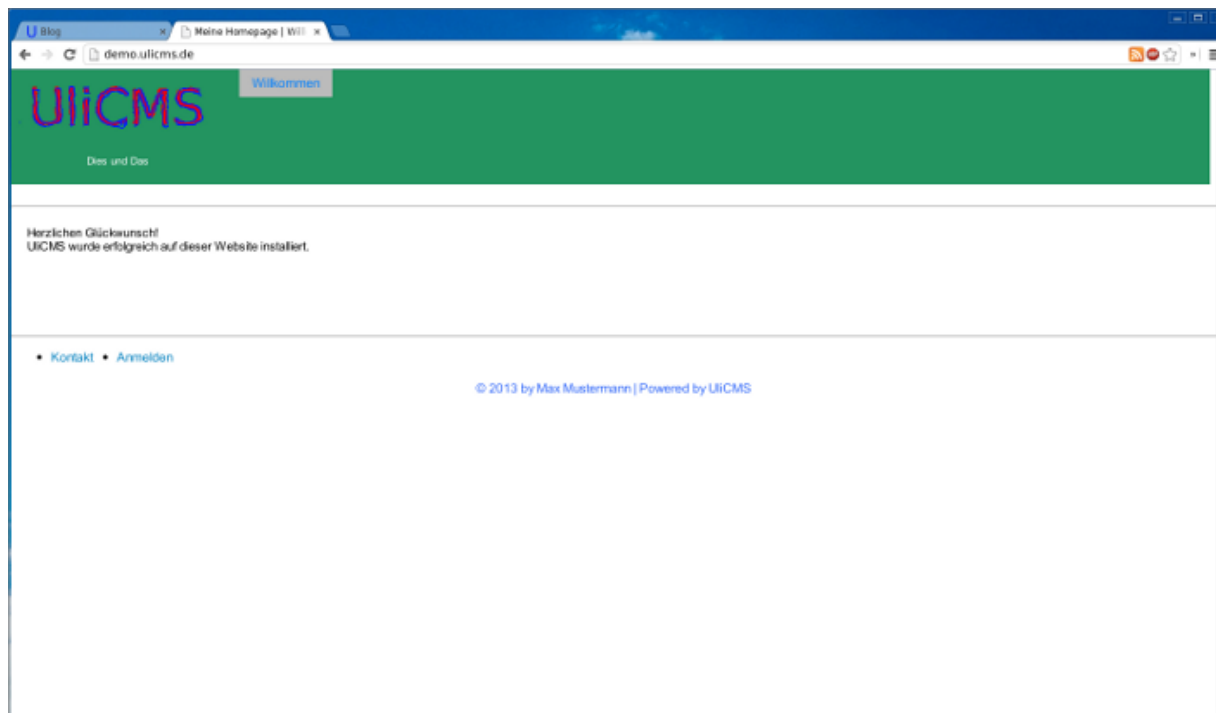 Blog
Meine Homepage | Will
demo.ulicms.de
Willkommen
UliCMS
Dies und Das
Herzlichen Glückwunsch!
UliCMS wurde erfolgreich auf dieser Website installiert.
Kontakt
Anmelden
© 2013 by Max Mustermann | Powered by UliCMS